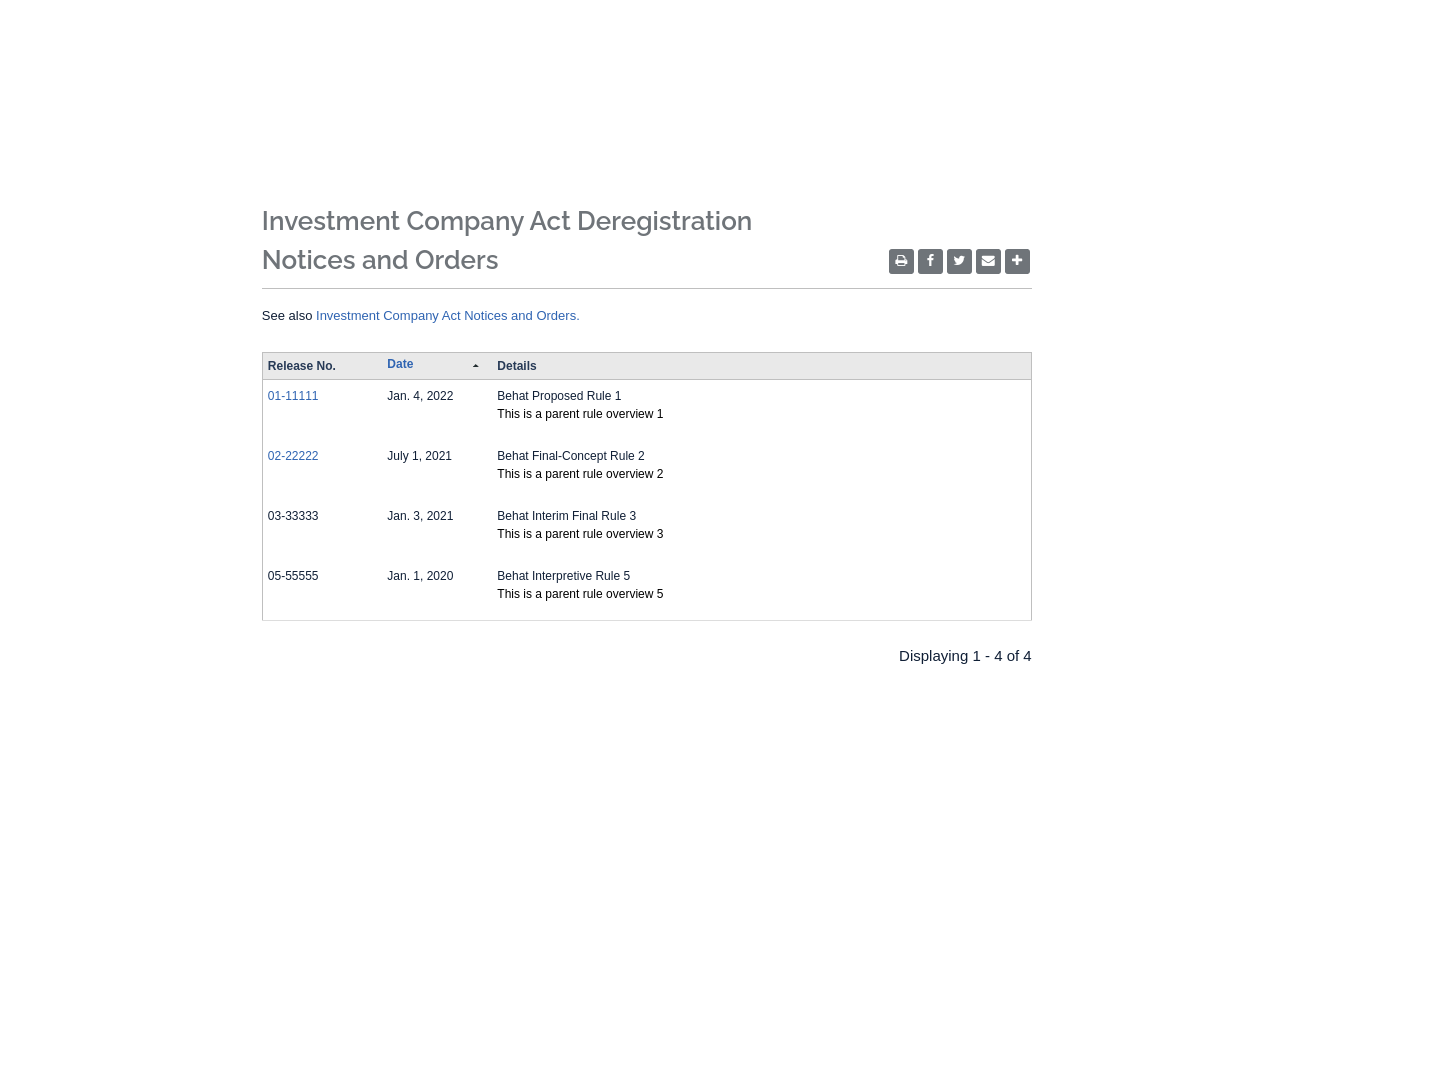 Investment Company Act Deregistration
Notices and Orders
See also Investment Company Act Notices and Orders.
Release No. Date Details
01-11111 Jan. 4, 2022 Behat Proposed Rule 1
This is a parent rule overview 1
02-22222 July 1, 2021 Behat Final-Concept Rule 2
This is a parent rule overview 2
03-33333 Jan. 3, 2021 Behat Interim Final Rule 3
This is a parent rule overview 3
05-55555 Jan. 1, 2020 Behat Interpretive Rule 5
This is a parent rule overview 5
Displaying 1 - 4 of 4